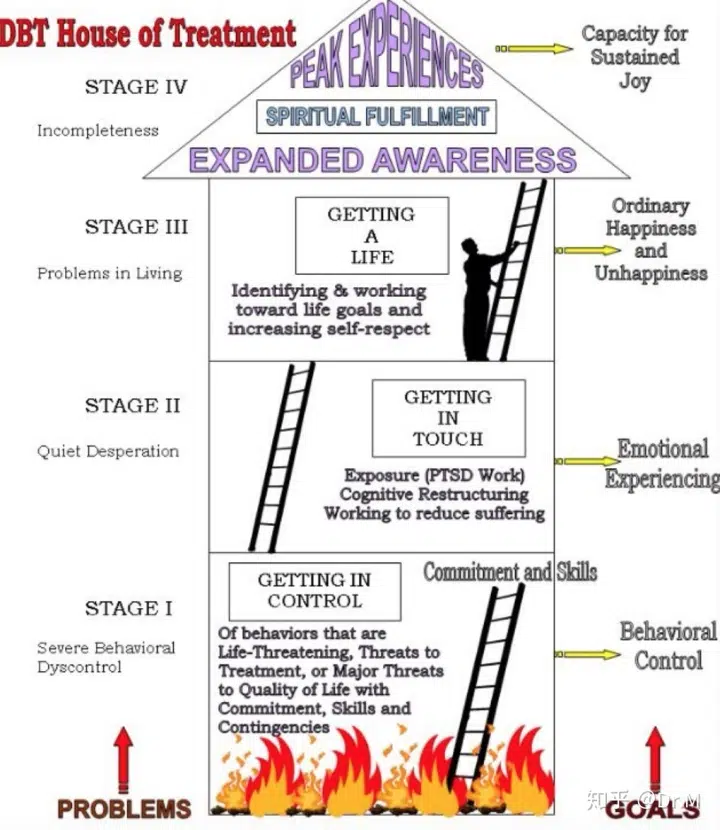 DBT House of Treatment
PEAK EXPERIENCES
SPIRITUAL FULFILLMENT
EXPANDED AWARENESS
STAGE IV
Incompleteness
Capacity for
Sustained
Joy
STAGE III
Problems in Living
GETTING
A
LIFE
Identifying & working
toward life goals and
increasing self-respect
Ordinary
Happiness
and
Unhappiness
STAGE II
Quiet Desperation
GETTING
IN
TOUCH
Exposure (PTSD Work)
Cognitive Restructuring
Working to reduce suffering
Emotional
Experiencing
STAGE I
Severe Behavioral
Dyscontrol
GETTING IN
CONTROL
Commitment and Skills
Of behaviors that are
Life-Threatening, Threats to
Treatment, or Major Threats
to Quality of Life with
Commitment, Skills and
Contingencies
Behavioral
Control
PROBLEMS
GOALS
知乎 @Dr.M